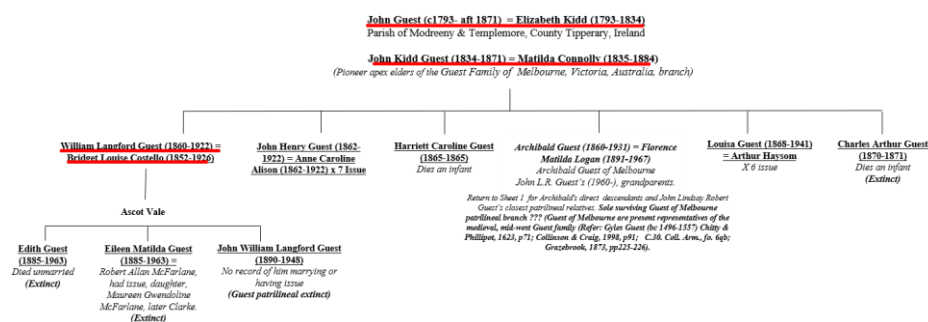 John Guest (c1793- aft 1871) = Elizabeth Kidd (1793-1834)
Parish of Modreeny & Templemore, County Tipperary, Ireland
John Kidd Guest (1834-1871) = Matilda Connolly (1835-1884)
(Pioneer apex elders of the Guest Family of Melbourne, Victoria, Australia, branch)
William Langford Guest (1860-1922) =
Bridget Louise Costello (1852-1926)
John Henry Guest (1862-
1922) = Anne Caroline
Alison (1862-1922) x 7 Issue
Harriett Caroline Guest
(1865-1865)
Dies an infant
Archibald Guest (1860-1931) = Florence
Matilda Logan (1891-1967)
Archibald Guest of Melbourne
John L.R. Guest's (1960-), grandparents.
Return to Sheet 1 for Archibald's direct descendants and John Lindsay Robert
Guest's closest patrilineal relatives. Sole surviving Guest of Melbourne
patrilineal branch ??? (Guest of Melbourne are present representatives of the
medieval, mid-west Guest family (Refer: Gyles Guest (bc 1496-1557) Chitty &
Phillipot, 1623, p71; Collinson & Craig, 1998, p91; C.30. Coll. Arm., fo. 6qb;
Grazebrook, 1873, pp225-226).
Louisa Guest (1868-1941)
= Arthur Haysom
X 6 issue
Charles Arthur Guest
(1870-1871)
Dies an infant
(Extinct)
Ascot Vale
Edith Guest
(1885-1963)
Died unmarried
(Extinct)
Eileen Matilda Guest
(1885-1963) =
Robert Allan McFarlane,
had issue, daughter,
Maureen Gwendoline
McFarlane, later Clarke.
(Extinct)
John William Langford Guest
(1890-1948)
No record of him marrying or
having issue
(Guest patrilineal extinct)